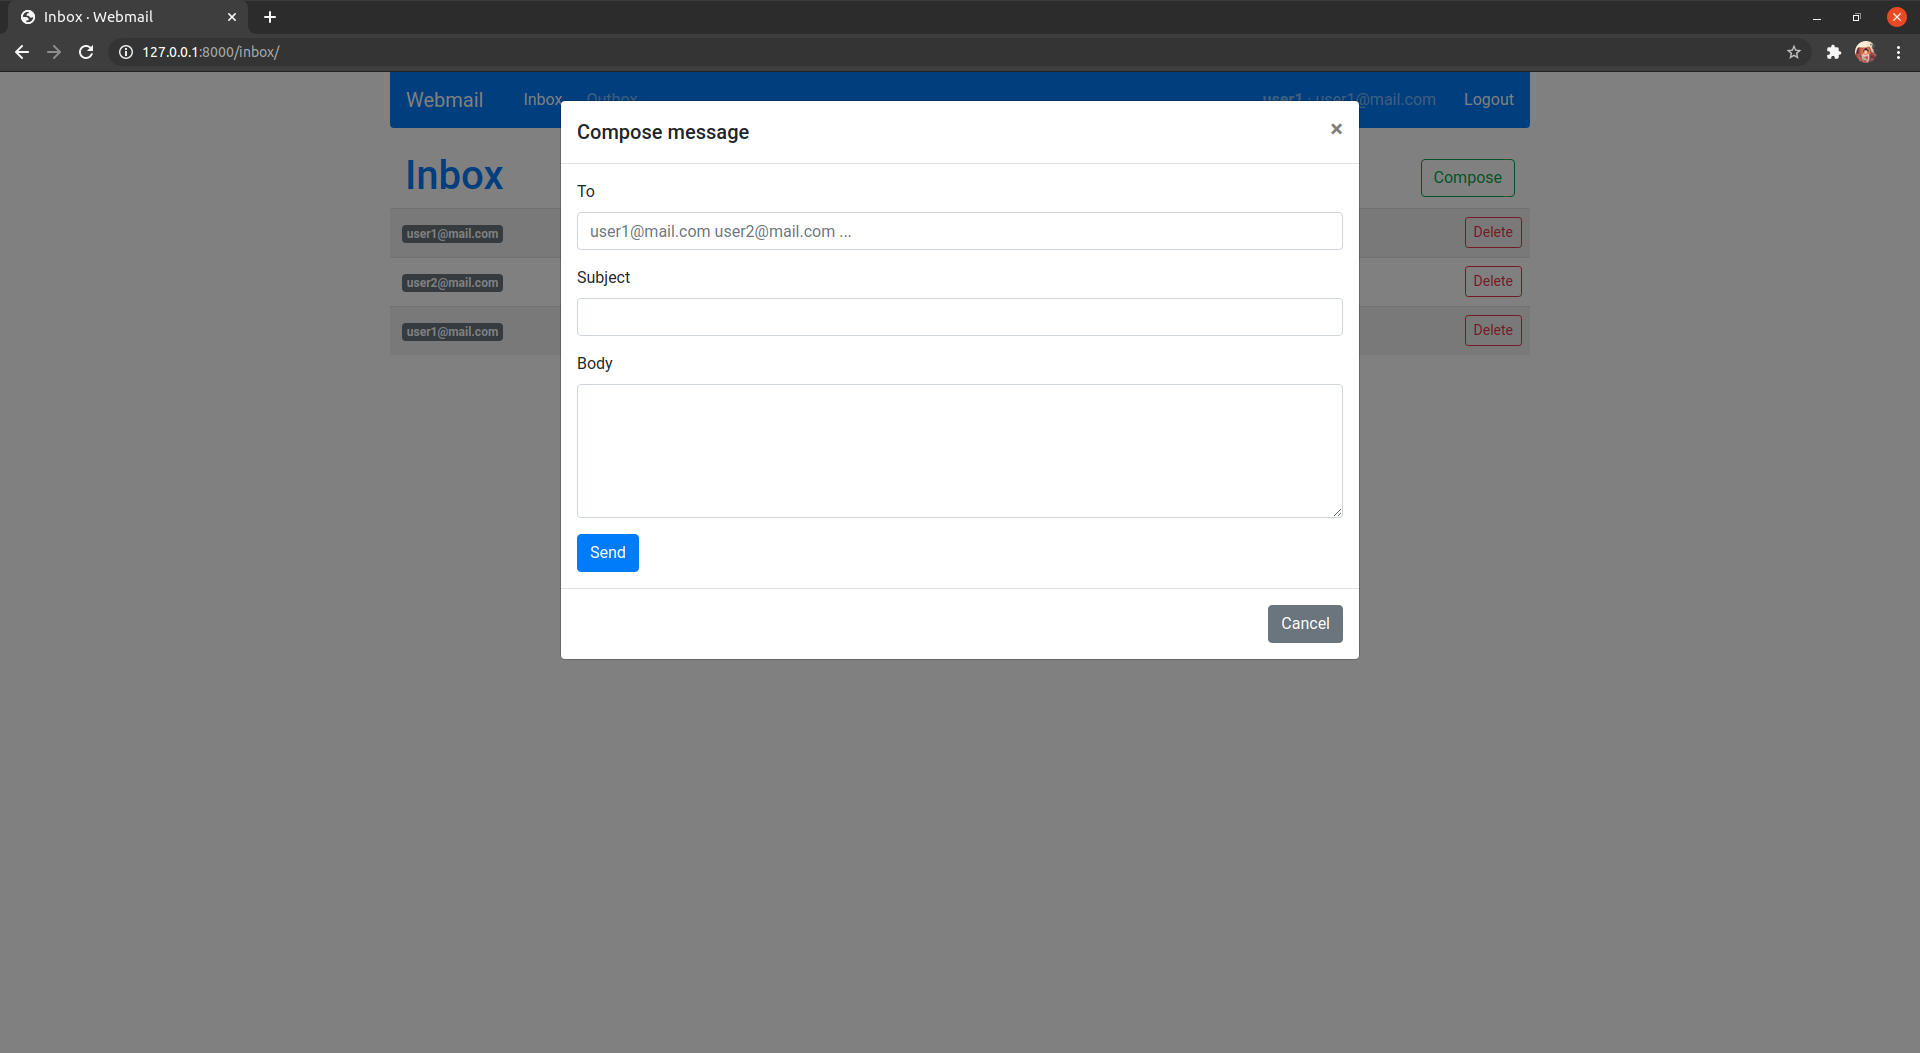 Inbox · Webmail
127.0.0.1:8000/inbox/
Webmail Inbox Outbox user1 · user1@mail.com Logout
Compose message ×
Inbox Compose
To
user1@mail.com user2@mail.com ...
user1@mail.com Delete
Subject
user2@mail.com Delete
user1@mail.com Delete
Body
Send
Cancel